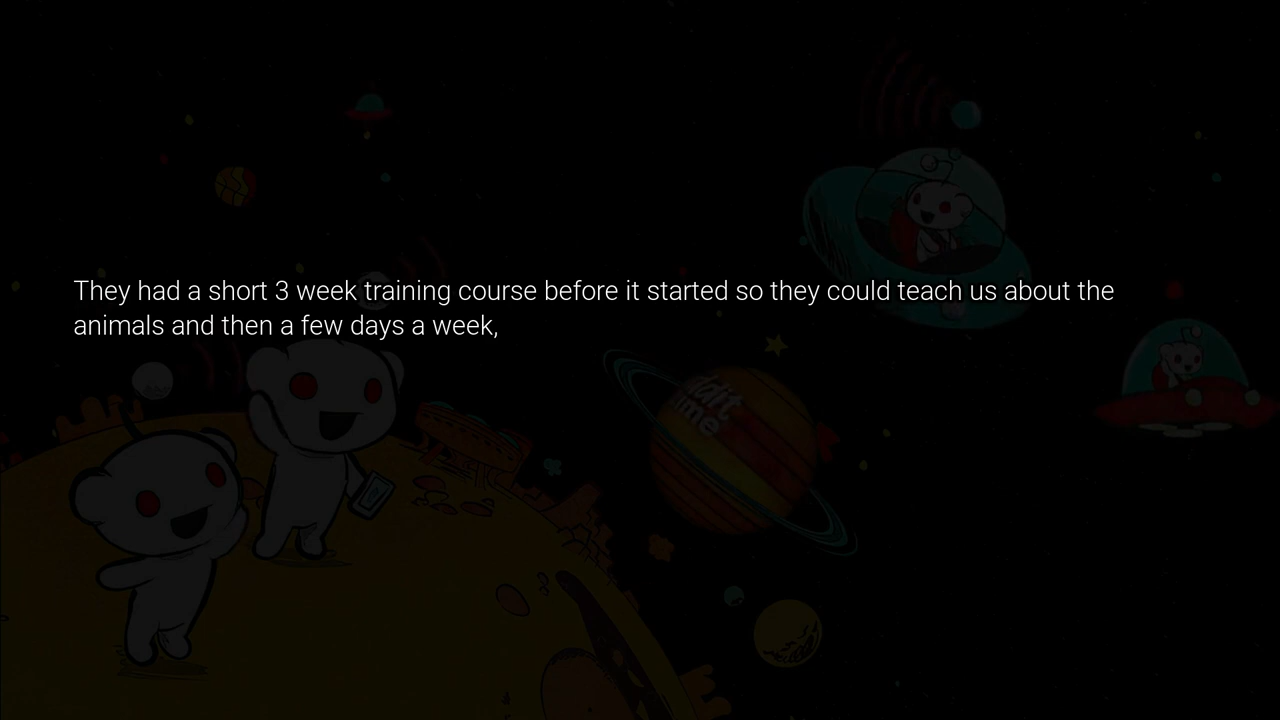 They had a short 3 week training course before it started so they could teach us about the
animals and then a few days a week,